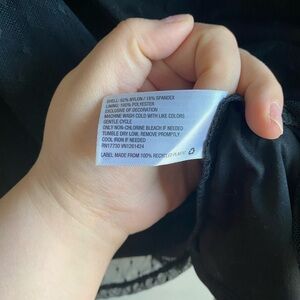 SHELL: 82% NYLON / 18% SPANDEX
LINING: 100% POLYESTER
EXCLUSIVE OF DECORATION
MACHINE WASH COLD WITH LIKE COLORS
GENTLE CYCLE
ONLY NON-CHLORINE BLEACH IF NEEDED
TUMBLE DRY LOW, REMOVE PROMPTLY
COOL IRON IF NEEDED
RN17730 VN1261424
LABEL: MADE FROM 100% RECYCLED PLASTIC